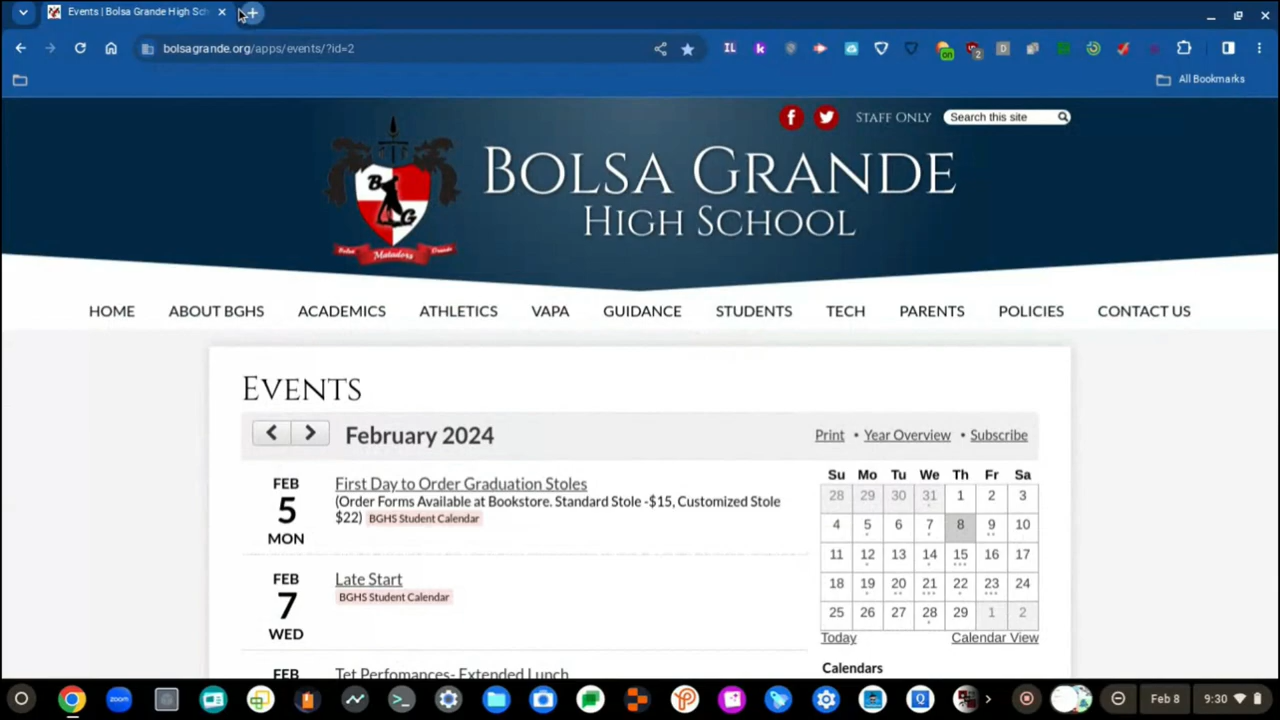 Events | Bolsa Grande High Sch
bolsagrande.org/apps/events/?id=2
All Bookmarks
STAFF ONLY
Search this site
BOLSA GRANDE
HIGH SCHOOL
B
G
Bolsa Matadors Grande
HOME ABOUT BGHS ACADEMICS ATHLETICS VAPA GUIDANCE STUDENTS TECH PARENTS POLICIES CONTACT US
EVENTS
February 2024
Print • Year Overview • Subscribe
FEB
5
MON
First Day to Order Graduation Stoles
(Order Forms Available at Bookstore. Standard Stole -$15, Customized Stole
$22) BGHS Student Calendar
FEB
7
WED
Late Start
BGHS Student Calendar
FEB
Tet Perfomances- Extended Lunch
Su Mo Tu We Th Fr Sa
28 29 30 31 1 2 3
4 5 6 7 8 9 10
11 12 13 14 15 16 17
18 19 20 21 22 23 24
25 26 27 28 29 1 2
Today Calendar View
Calendars
zoom
Feb 8
9:30